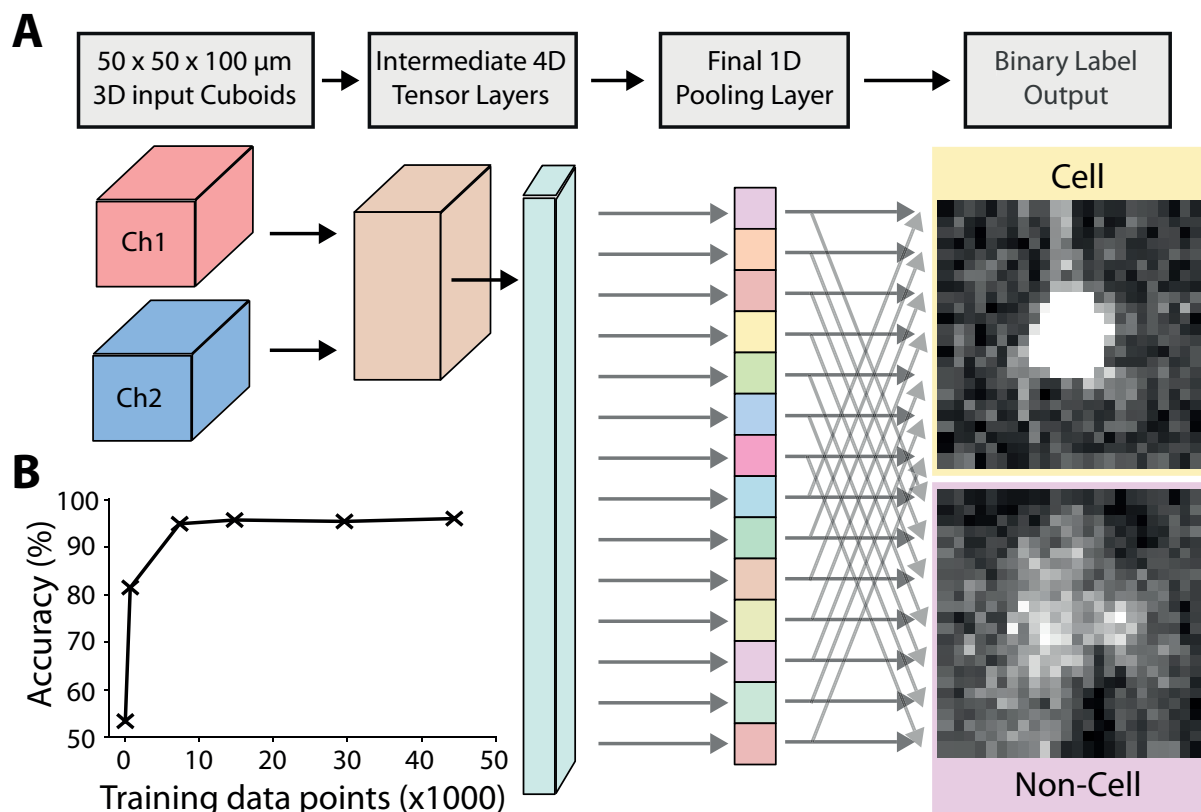 A
50 x 50 x 100 µm
3D input Cuboids
Intermediate 4D
Tensor Layers
Final 1D
Pooling Layer
Binary Label
Output
Ch1
Ch2
Cell
Non-Cell
B
Accuracy (%)
100
90
80
70
60
50
0 10 20 30 40 50
Training data points (x1000)